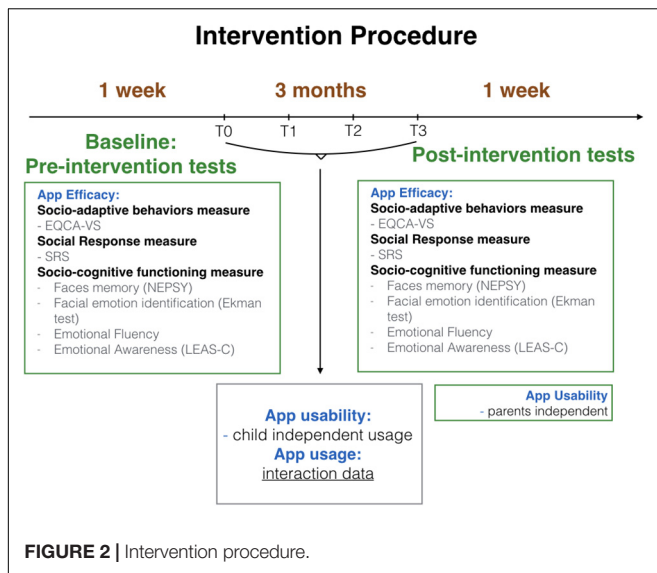 Intervention Procedure
1 week
3 months
1 week
T0
T1
T2
T3
Baseline:
Pre-intervention tests
App Efficacy:
Socio-adaptive behaviors measure
- EQCA-VS
Social Response measure
- SRS
Socio-cognitive functioning measure
- Faces memory (NEPSY)
- Facial emotion identification (Ekman
test)
- Emotional Fluency
- Emotional Awareness (LEAS-C)
Post-intervention tests
App Efficacy:
Socio-adaptive behaviors measure
- EQCA-VS
Social Response measure
- SRS
Socio-cognitive functioning measure
- Faces memory (NEPSY)
- Facial emotion identification (Ekman
test)
- Emotional Fluency
- Emotional Awareness (LEAS-C)
App usability:
- child independent usage
App usage:
interaction data
App Usability
- parents independent
FIGURE 2 | Intervention procedure.